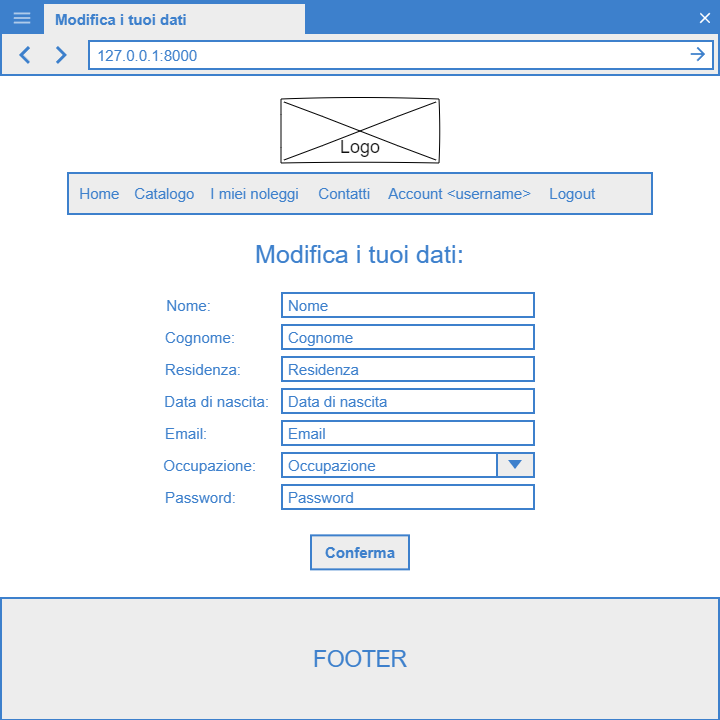 Modifica i tuoi dati
127.0.0.1:8000
Logo
Home Catalogo I miei noleggi Contatti Account <username> Logout
Modifica i tuoi dati:
Nome: Nome
Cognome: Cognome
Residenza: Residenza
Data di nascita: Data di nascita
Email: Email
Occupazione: Occupazione
Password: Password
Conferma
FOOTER